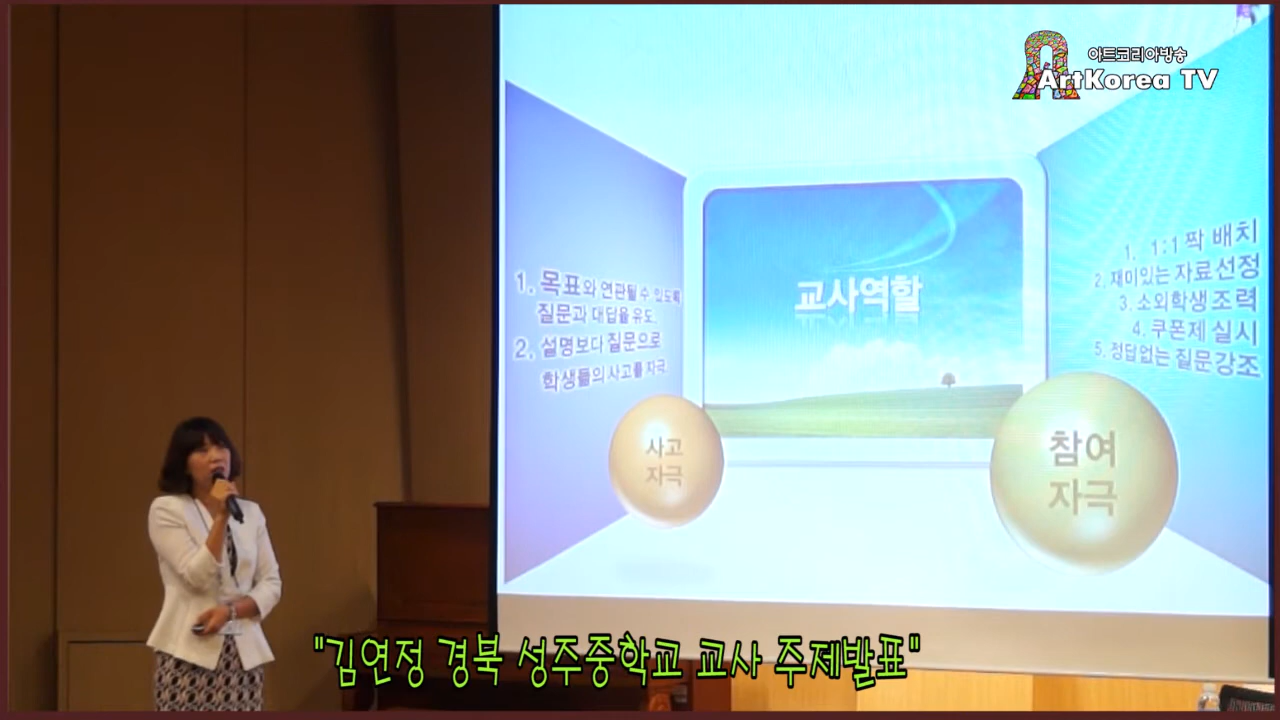 아트코리아방송
ArtKorea TV
1. 목표와 연관될 수 있도록
질문과 대답을 유도.
2. 설명보다 질문으로
학생들의 사고를 자극.
교사역할
1. 1:1 짝 배치
2. 재미있는 자료선정
3. 소외학생 조력
4. 쿠폰제 실시
5. 정답없는 질문강조
사고
자극
참여
자극
"김연정 경북 성주중학교 교사 주제발표"